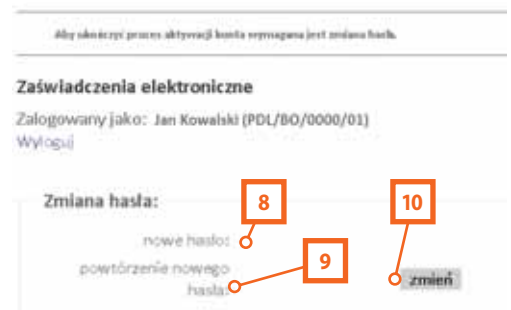 Aby ukończyć proces aktywacji konta wymagana jest zmiana hasła.
Zaświadczenia elektroniczne
Zalogowany jako: Jan Kowalski (PDL/BO/0000/01)
Wyloguj
Zmiana hasła:
8
10
nowe hasło:
9
powtórzenie nowego
hasła:
zmień